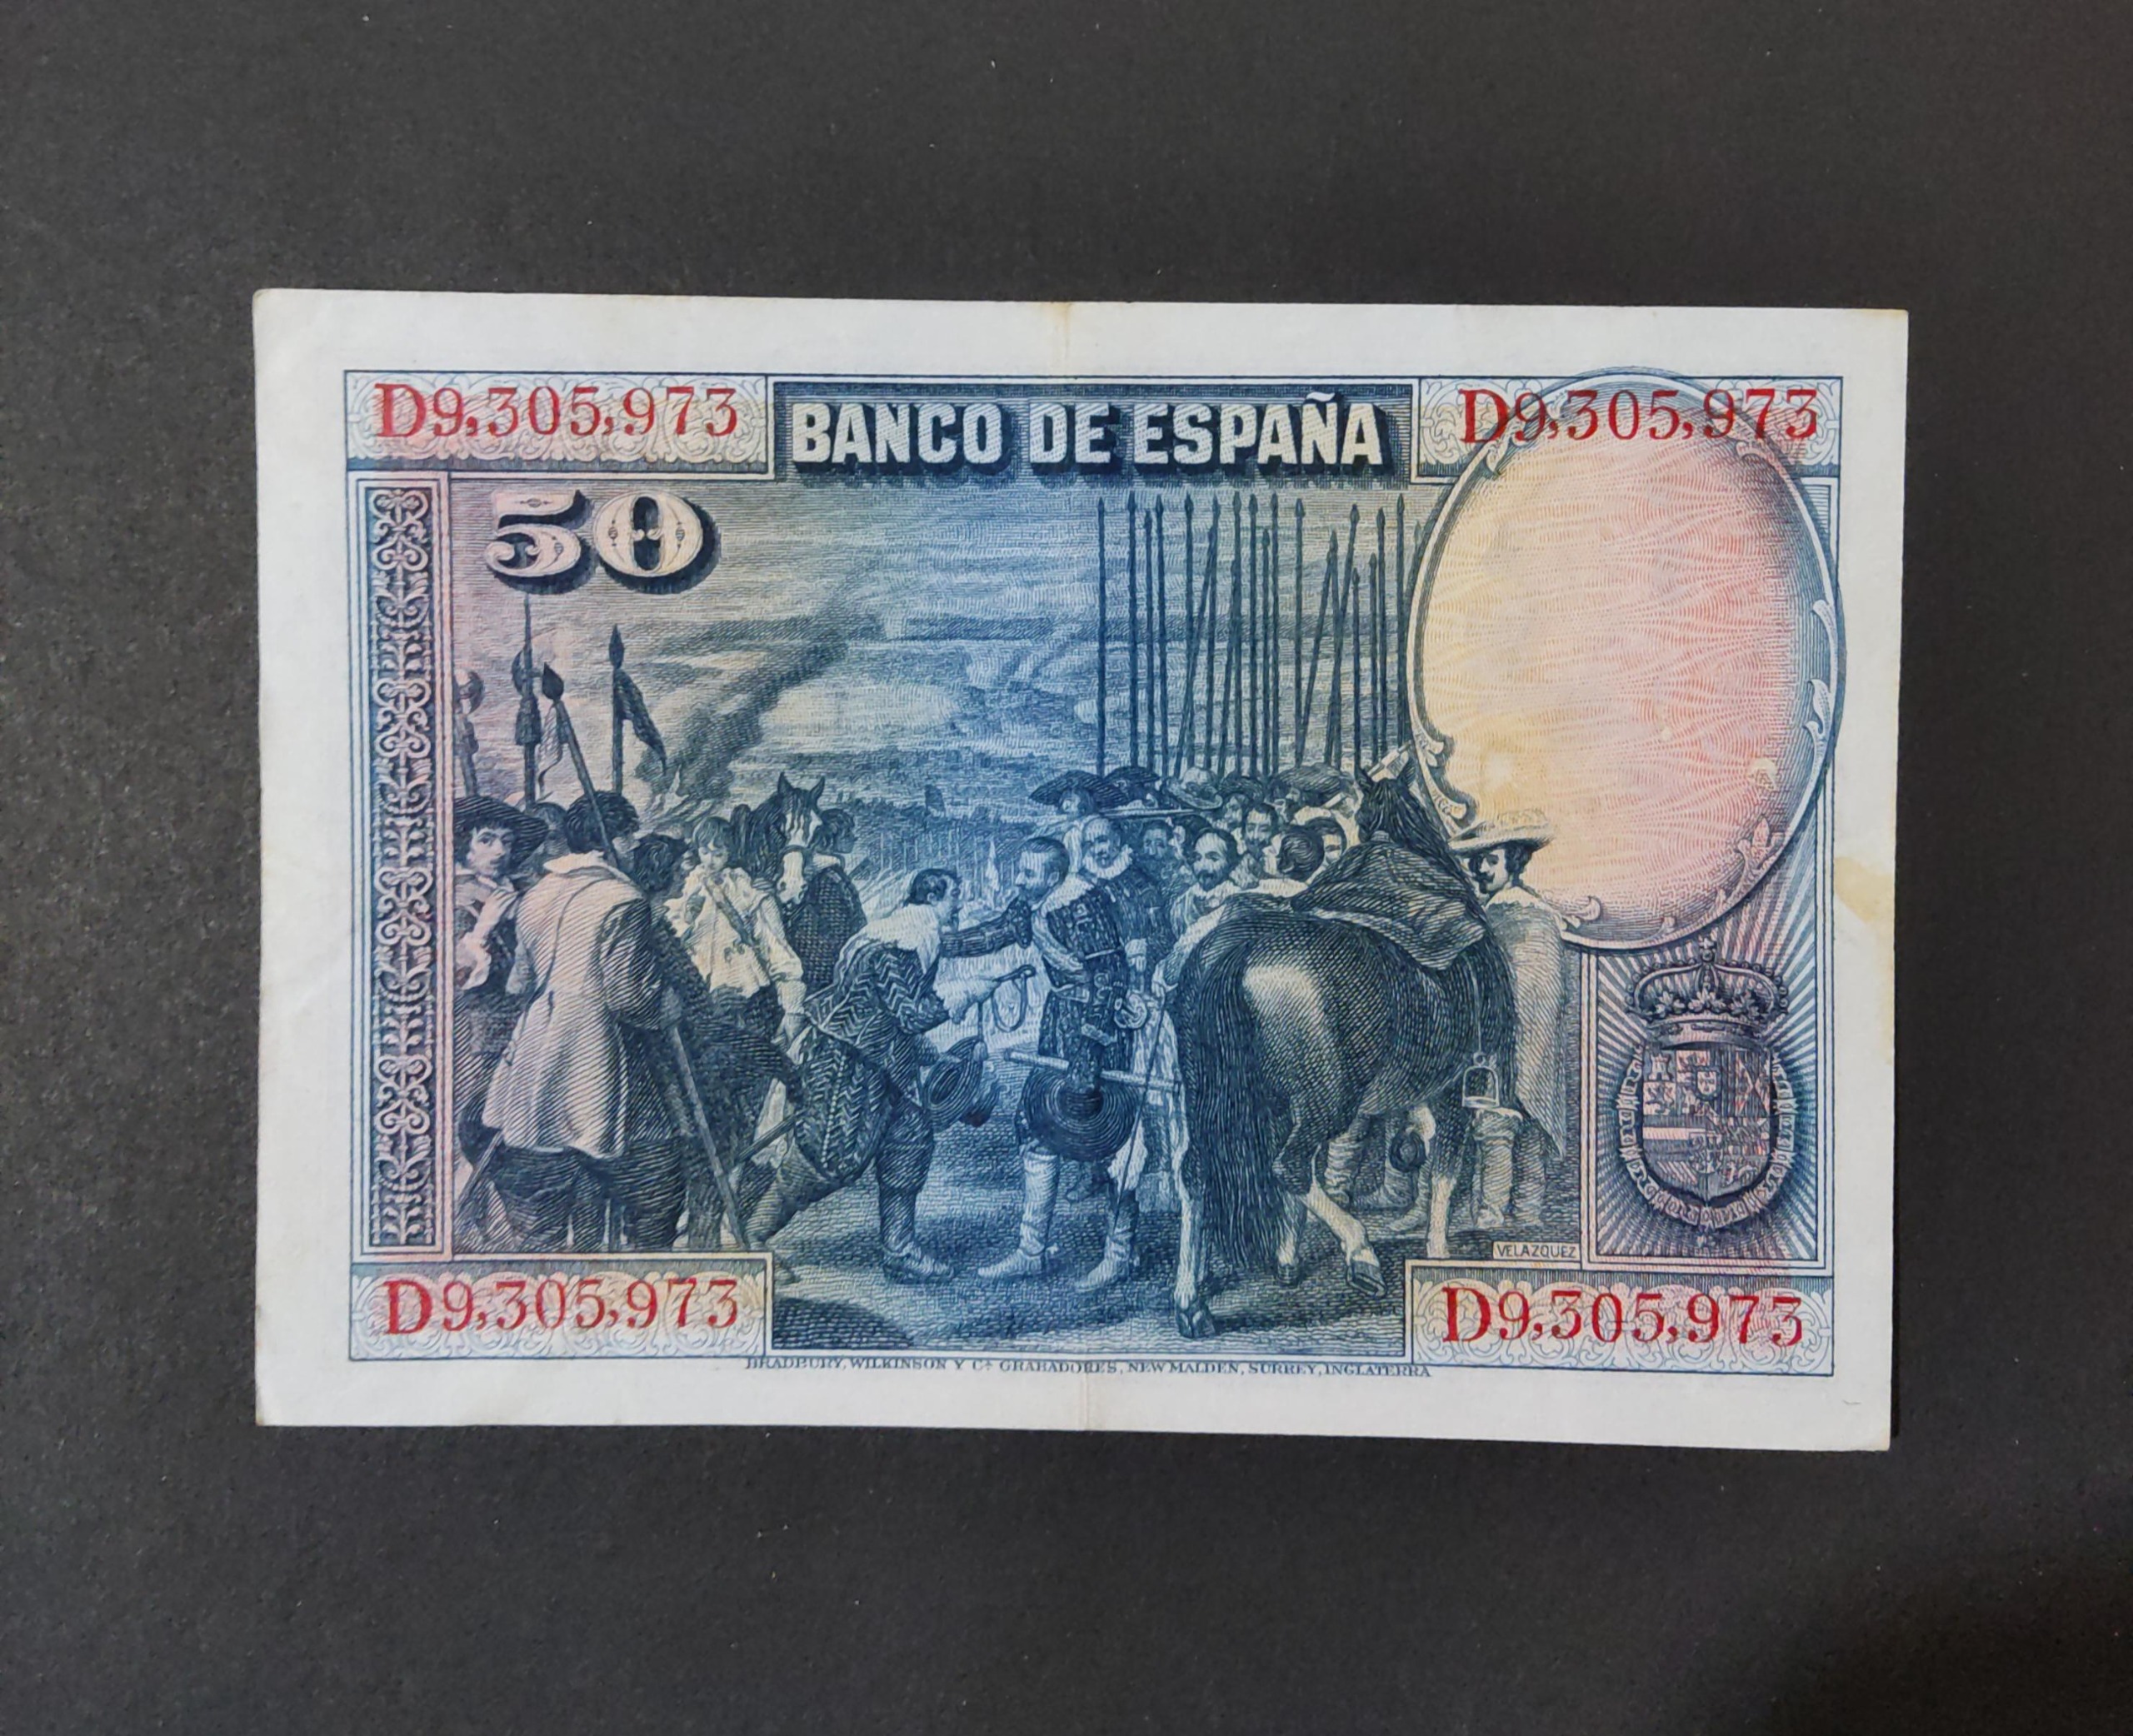 D9,305,973
BANCO DE ESPAÑA
D9,305,973
50
VELAZQUEZ
D9,305,973
D9,305,973
BRADBURY, WILKINSON Y Cª GRABADORES, NEW MALDEN, SURREY, INGLATERRA